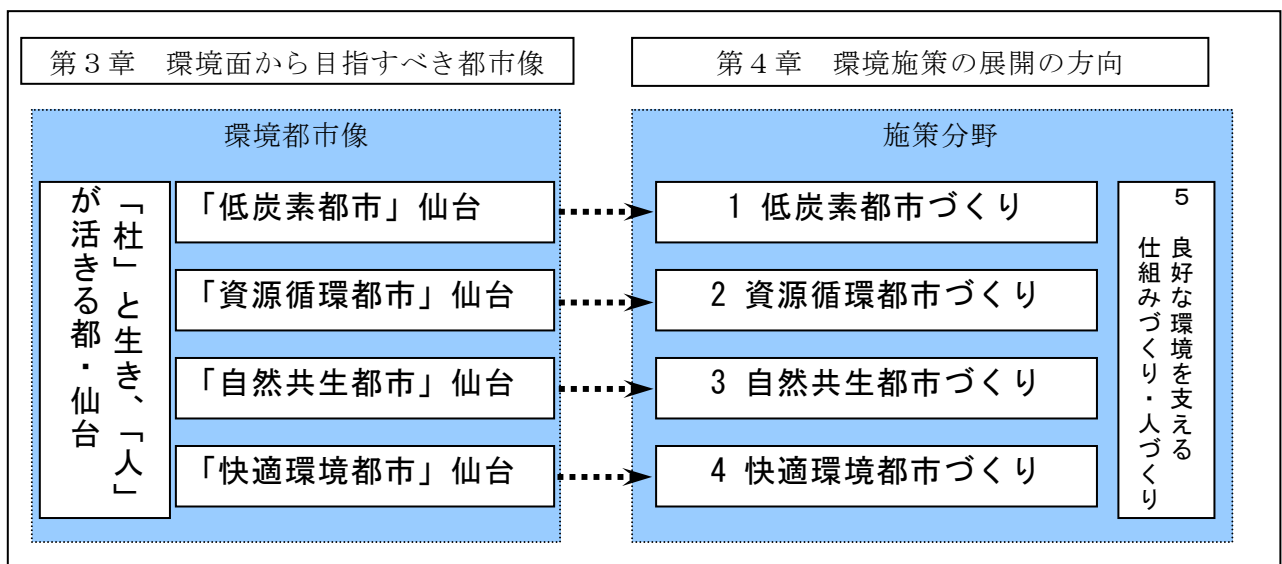 第３章　環境面から目指すべき都市像
環境都市像
「杜」と生き、「人」
が活きる都・仙台
「低炭素都市」仙台
「資源循環都市」仙台
「自然共生都市」仙台
「快適環境都市」仙台
第４章　環境施策の展開の方向
施策分野
1 低炭素都市づくり
2 資源循環都市づくり
3 自然共生都市づくり
4 快適環境都市づくり
5　良好な環境を支える
仕組みづくり・人づくり